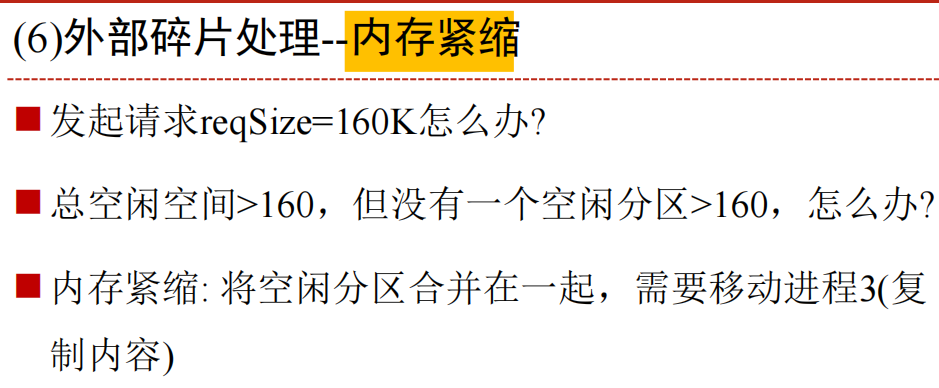 (6)外部碎片处理--内存紧缩
■ 发起请求reqSize=160K怎么办?
■ 总空闲空间>160，但没有一个空闲分区>160，怎么办?
■ 内存紧缩: 将空闲分区合并在一起，需要移动进程3(复
制内容)